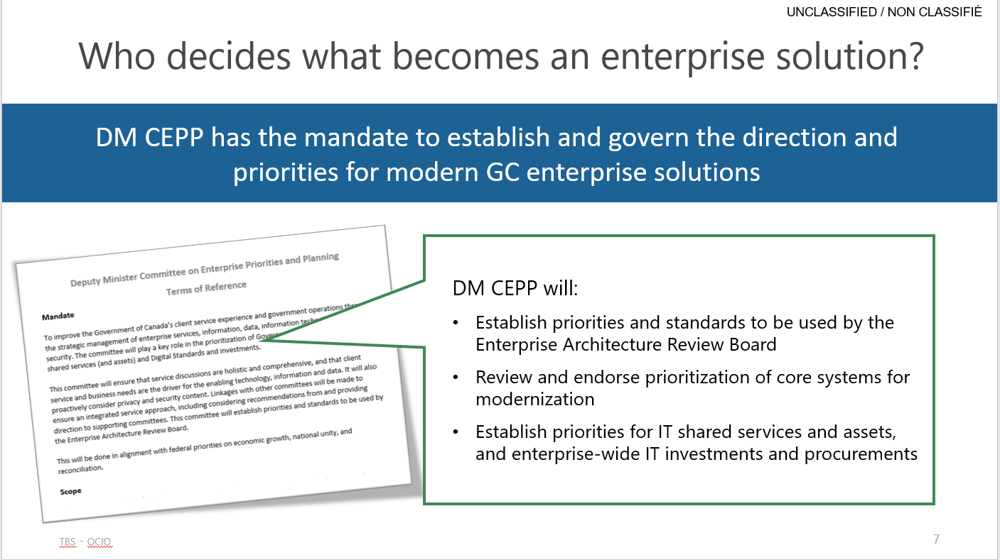 UNCLASSIFIED / NON CLASSIFIÉ
Who decides what becomes an enterprise solution?
DM CEPP has the mandate to establish and govern the direction and
priorities for modern GC enterprise solutions
Deputy Minister Committee on Enterprise Priorities and Planning
Terms of Reference
Mandate
To improve the Government of Canada's client service experience and government operations
the strategic management of enterprise services, information, data, information
security. The committee will play a key role in the prioritization of
shared services (and assets) and Digital Standards and investments.
This committee will ensure that service discussions are holistic and comprehensive, and that client
service and business needs are the driver for the enabling technology, information and data. It will also
proactively consider privacy and security content. Linkages with other committees will be made to
ensure an integrated service approach, including considering recommendations from and providing
direction to supporting committees. This committee will establish priorities and standards to be used by
the Enterprise Architecture Review Board.
This will be done in alignment with federal priorities on economic growth, national unity, and
reconciliation.
Scope
DM CEPP will:
• Establish priorities and standards to be used by the
Enterprise Architecture Review Board
• Review and endorse prioritization of core systems for
modernization
• Establish priorities for IT shared services and assets,
and enterprise-wide IT investments and procurements
TBS – OCIO
7